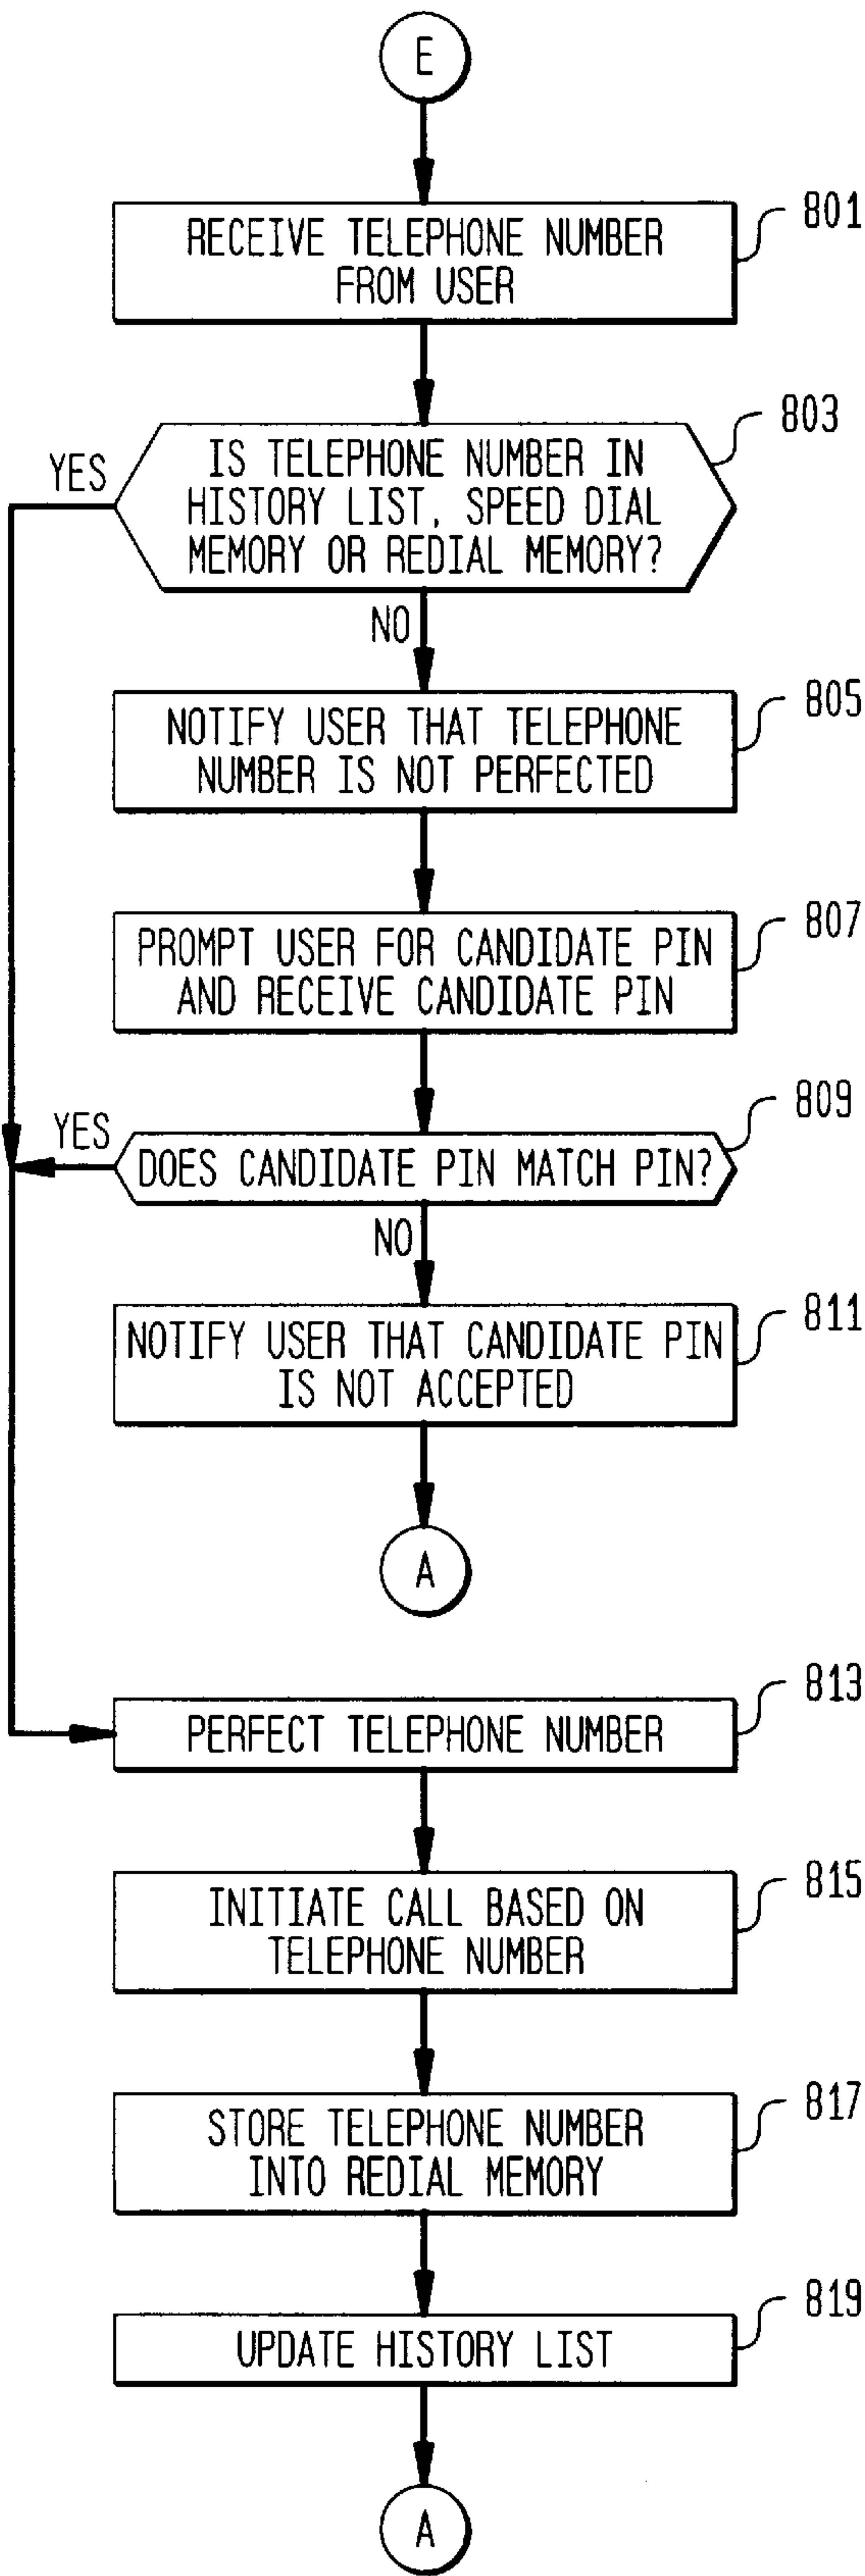 E
RECEIVE TELEPHONE NUMBER
FROM USER
801
IS TELEPHONE NUMBER IN
HISTORY LIST, SPEED DIAL
MEMORY OR REDIAL MEMORY?
803
YES
NO
NOTIFY USER THAT TELEPHONE
NUMBER IS NOT PERFECTED
805
PROMPT USER FOR CANDIDATE PIN
AND RECEIVE CANDIDATE PIN
807
DOES CANDIDATE PIN MATCH PIN?
809
YES
NO
NOTIFY USER THAT CANDIDATE PIN
IS NOT ACCEPTED
811
A
PERFECT TELEPHONE NUMBER
813
INITIATE CALL BASED ON
TELEPHONE NUMBER
815
STORE TELEPHONE NUMBER
INTO REDIAL MEMORY
817
UPDATE HISTORY LIST
819
A